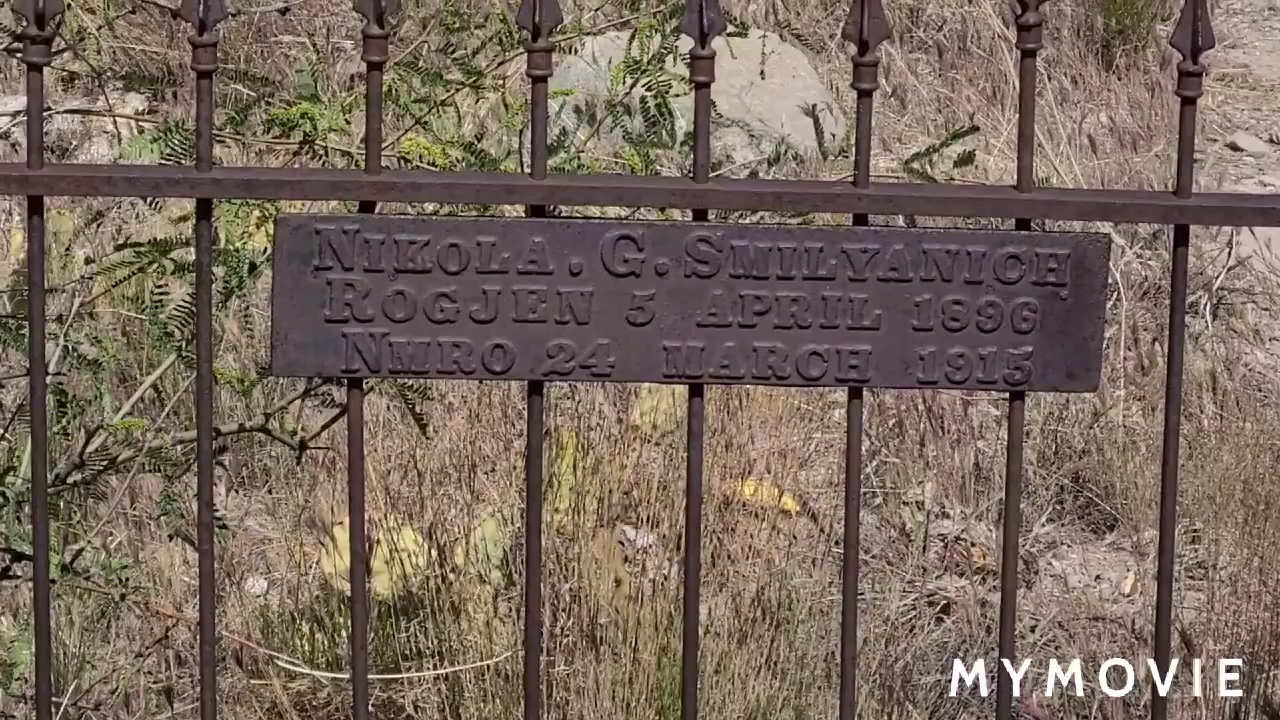 NIKOLA. G. SMILYANICH
ROGJEN 5 APRIL 1896
NMRO 24 MARCH 1915
MYMOVIE